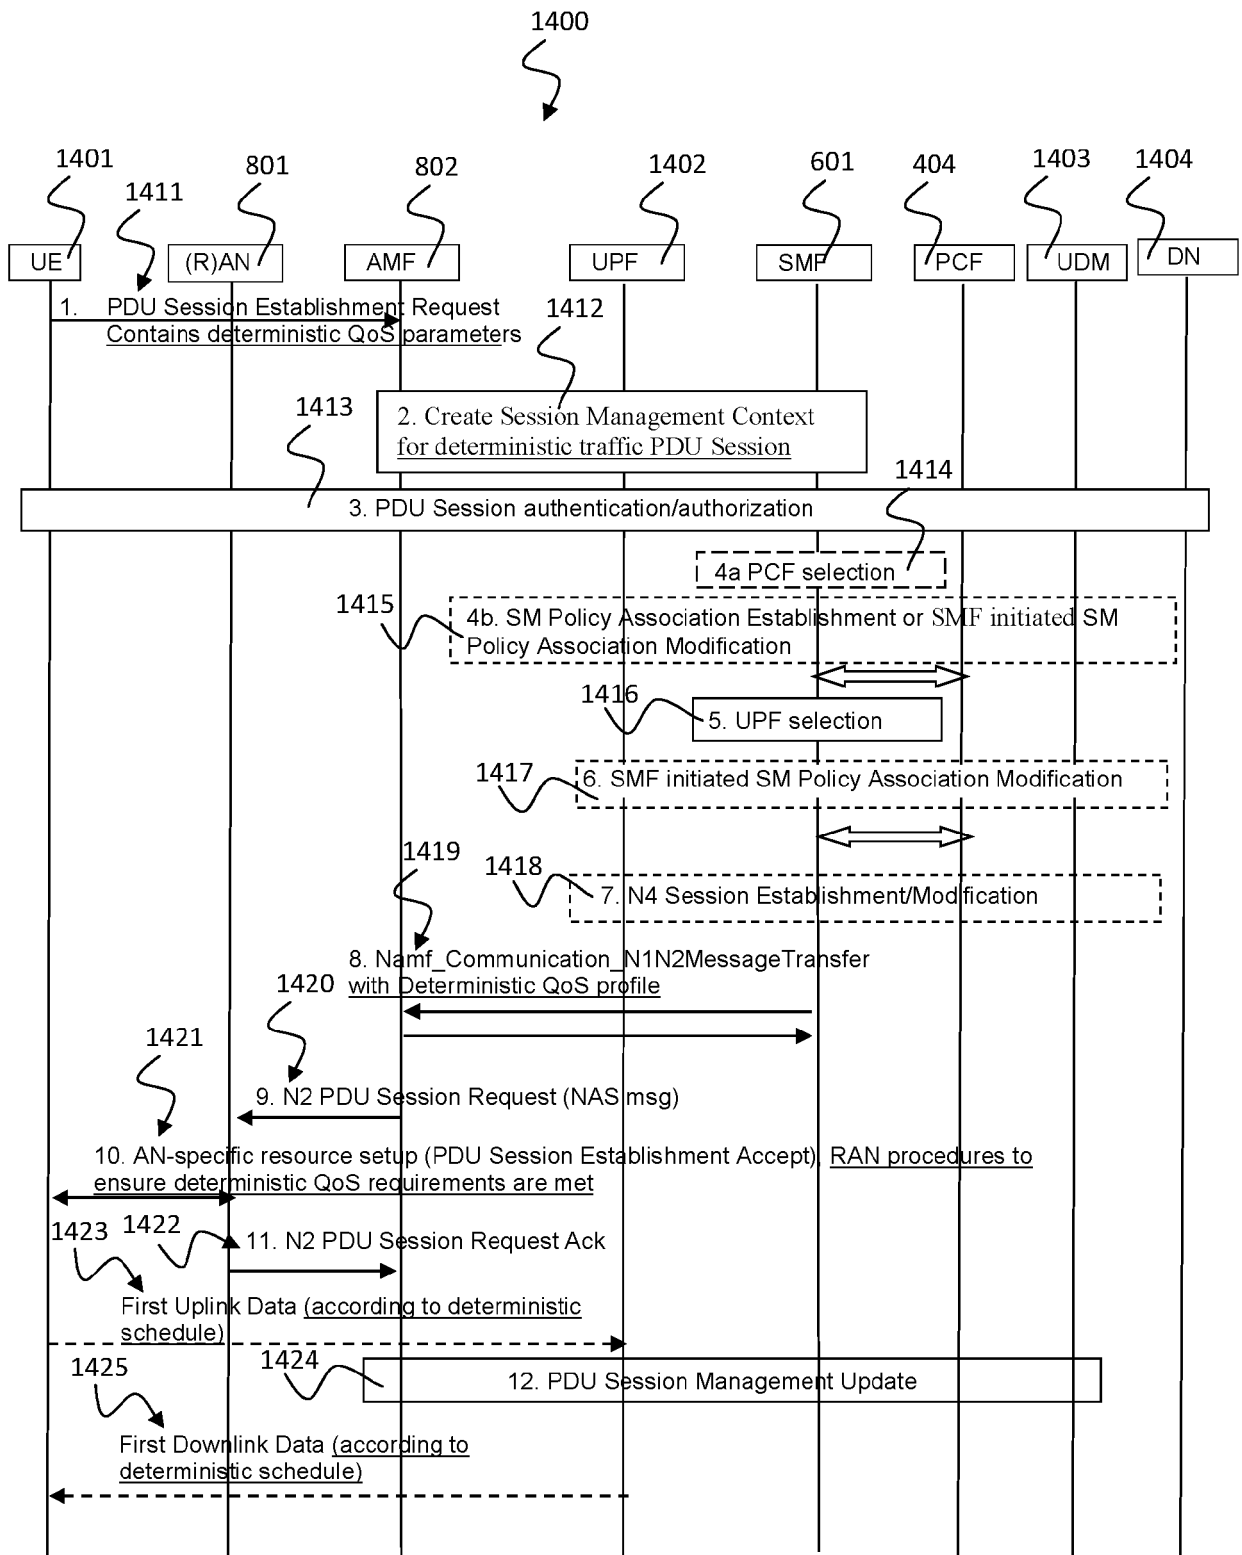 1400
1401
1411
801
802
1402
601
404
1403
1404
UE
(R)AN
AMF
UPF
SMF
PCF
UDM
DN
1. PDU Session Establishment Request
Contains deterministic QoS parameters
1412
2. Create Session Management Context
for deterministic traffic PDU Session
1413
3. PDU Session authentication/authorization
1414
4a PCF selection
1415
4b. SM Policy Association Establishment or SMF initiated SM
Policy Association Modification
1416
5. UPF selection
1417
6. SMF initiated SM Policy Association Modification
1418
7. N4 Session Establishment/Modification
1419
8. Namf_Communication_N1N2MessageTransfer
with Deterministic QoS profile
1420
9. N2 PDU Session Request (NAS msg)
1421
10. AN-specific resource setup (PDU Session Establishment Accept) RAN procedures to
ensure deterministic QoS requirements are met
1422
11. N2 PDU Session Request Ack
1423
First Uplink Data (according to deterministic
schedule)
1424
12. PDU Session Management Update
1425
First Downlink Data (according to
deterministic schedule)